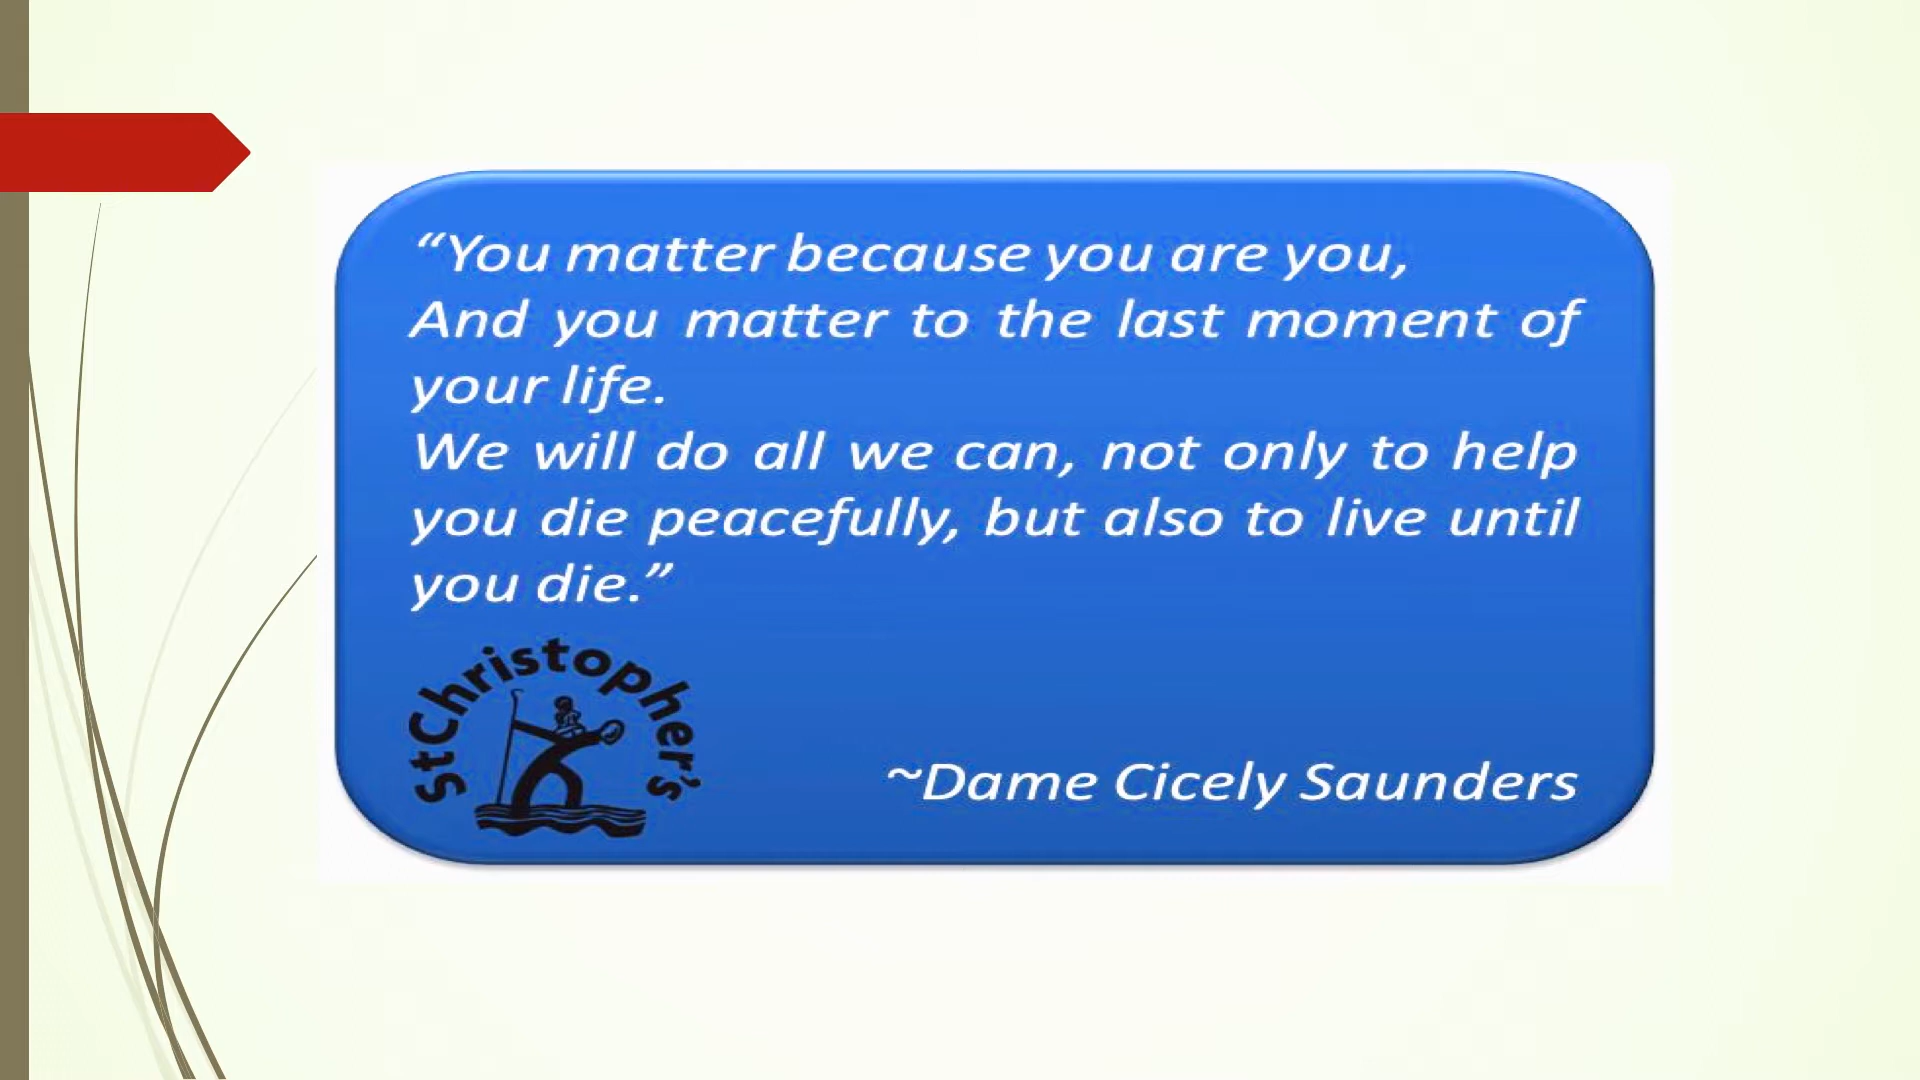 “You matter because you are you,
And you matter to the last moment of
your life.
We will do all we can, not only to help
you die peacefully, but also to live until
you die.”
StChristopher's
~Dame Cicely Saunders